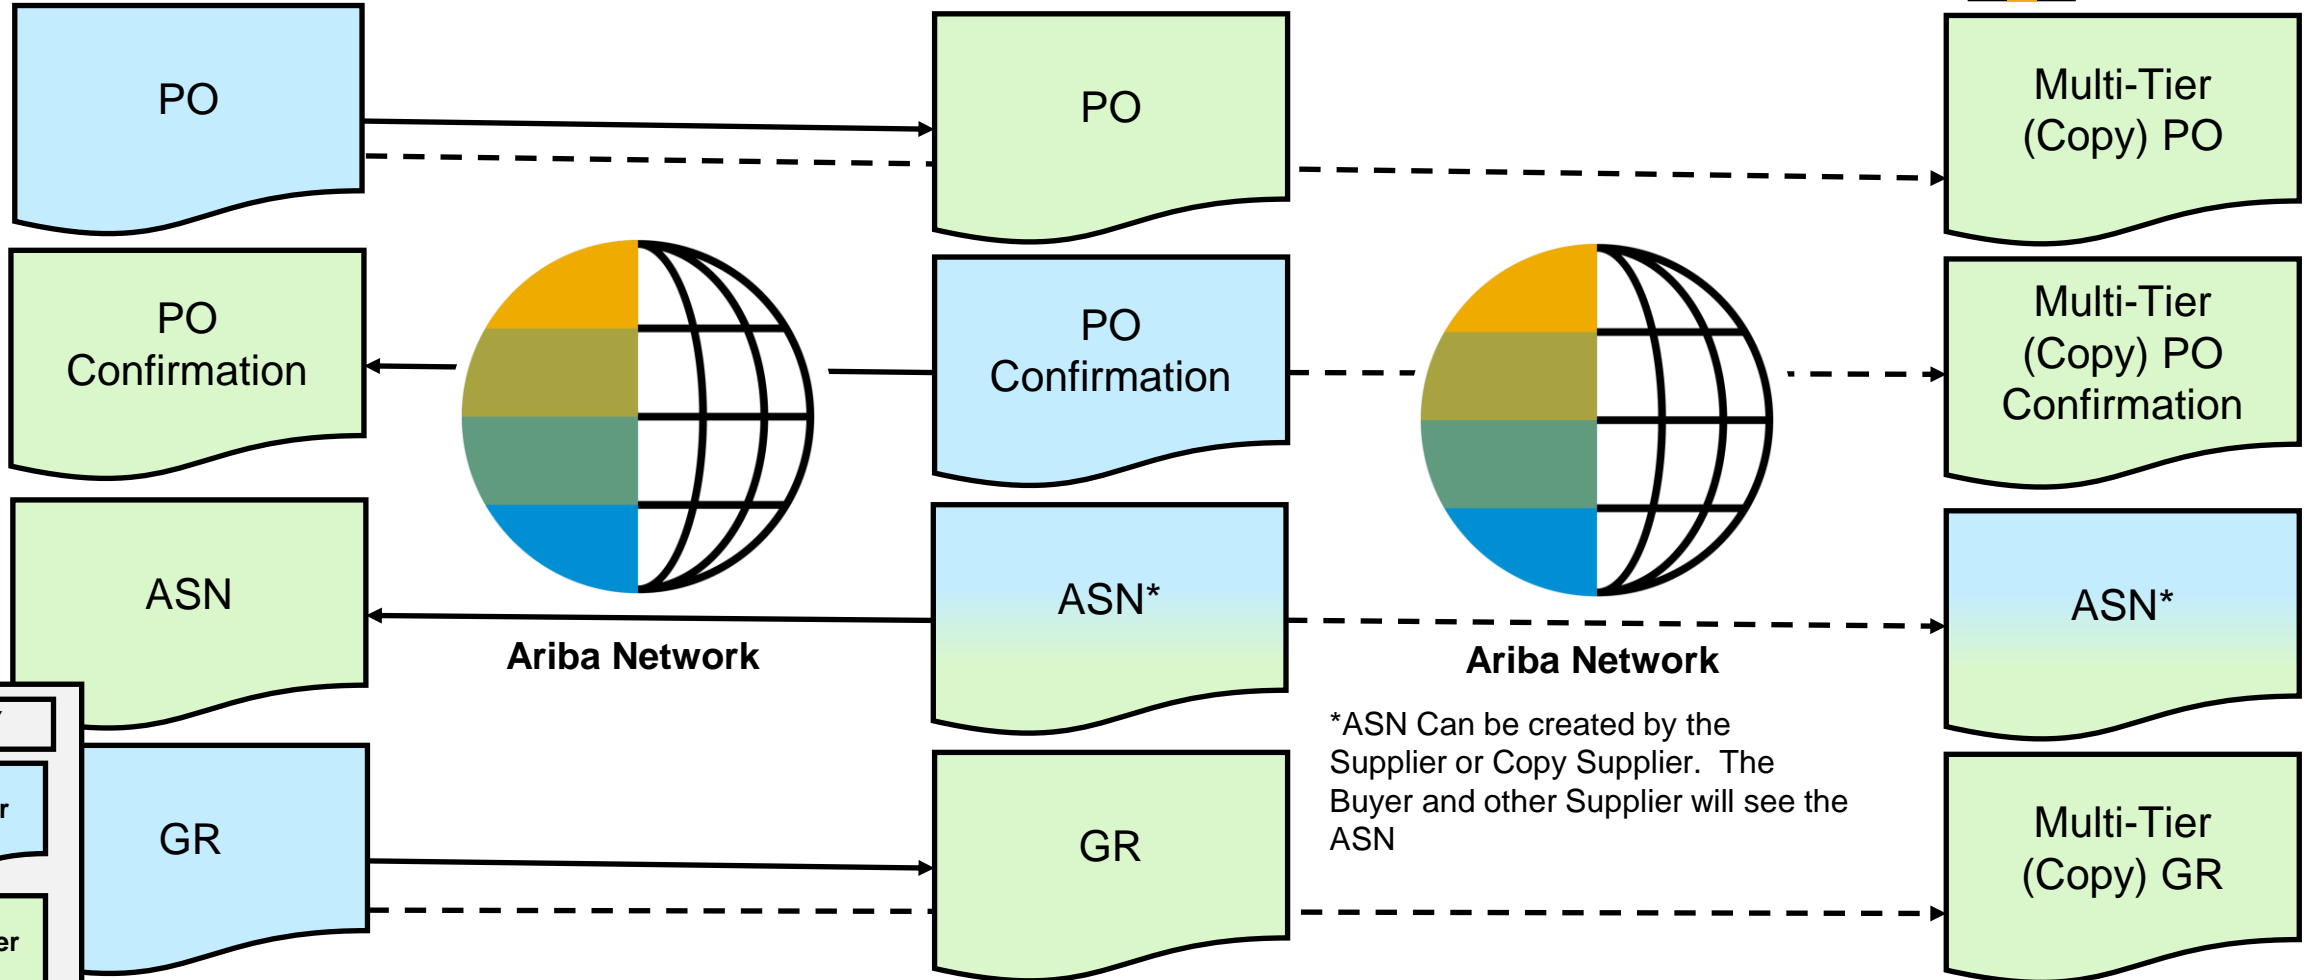 PO
PO
Multi-Tier
(Copy) PO
PO
Confirmation
PO
Confirmation
Multi-Tier
(Copy) PO
Confirmation
ASN
ASN*
ASN*
Ariba Network
Ariba Network
*ASN Can be created by the
Supplier or Copy Supplier. The
Buyer and other Supplier will see the
ASN
GR
GR
Multi-Tier
(Copy) GR